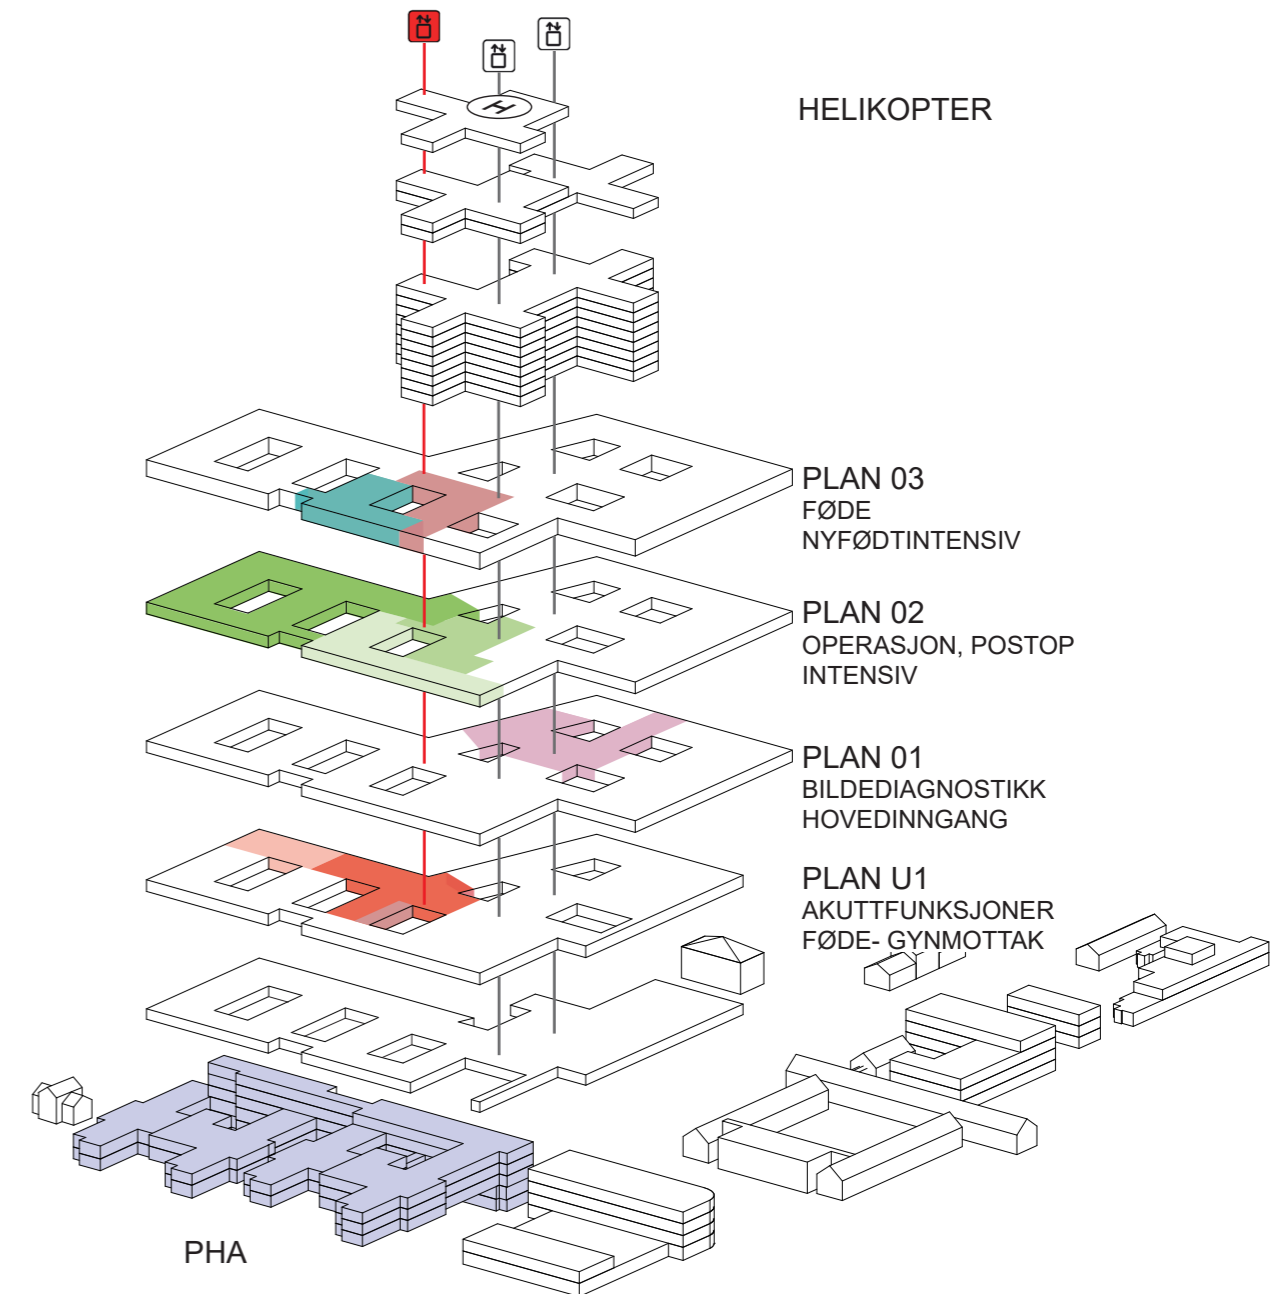 H
HELIKOPTER
PLAN 03
FØDE
NYFØDTINTENSIV
PLAN 02
OPERASJON, POSTOP
INTENSIV
PLAN 01
BILDEDIAGNOSTIKK
HOVEDINNGANG
PLAN U1
AKUTTFUNKSJONER
FØDE- GYNMOTTAK
PHA